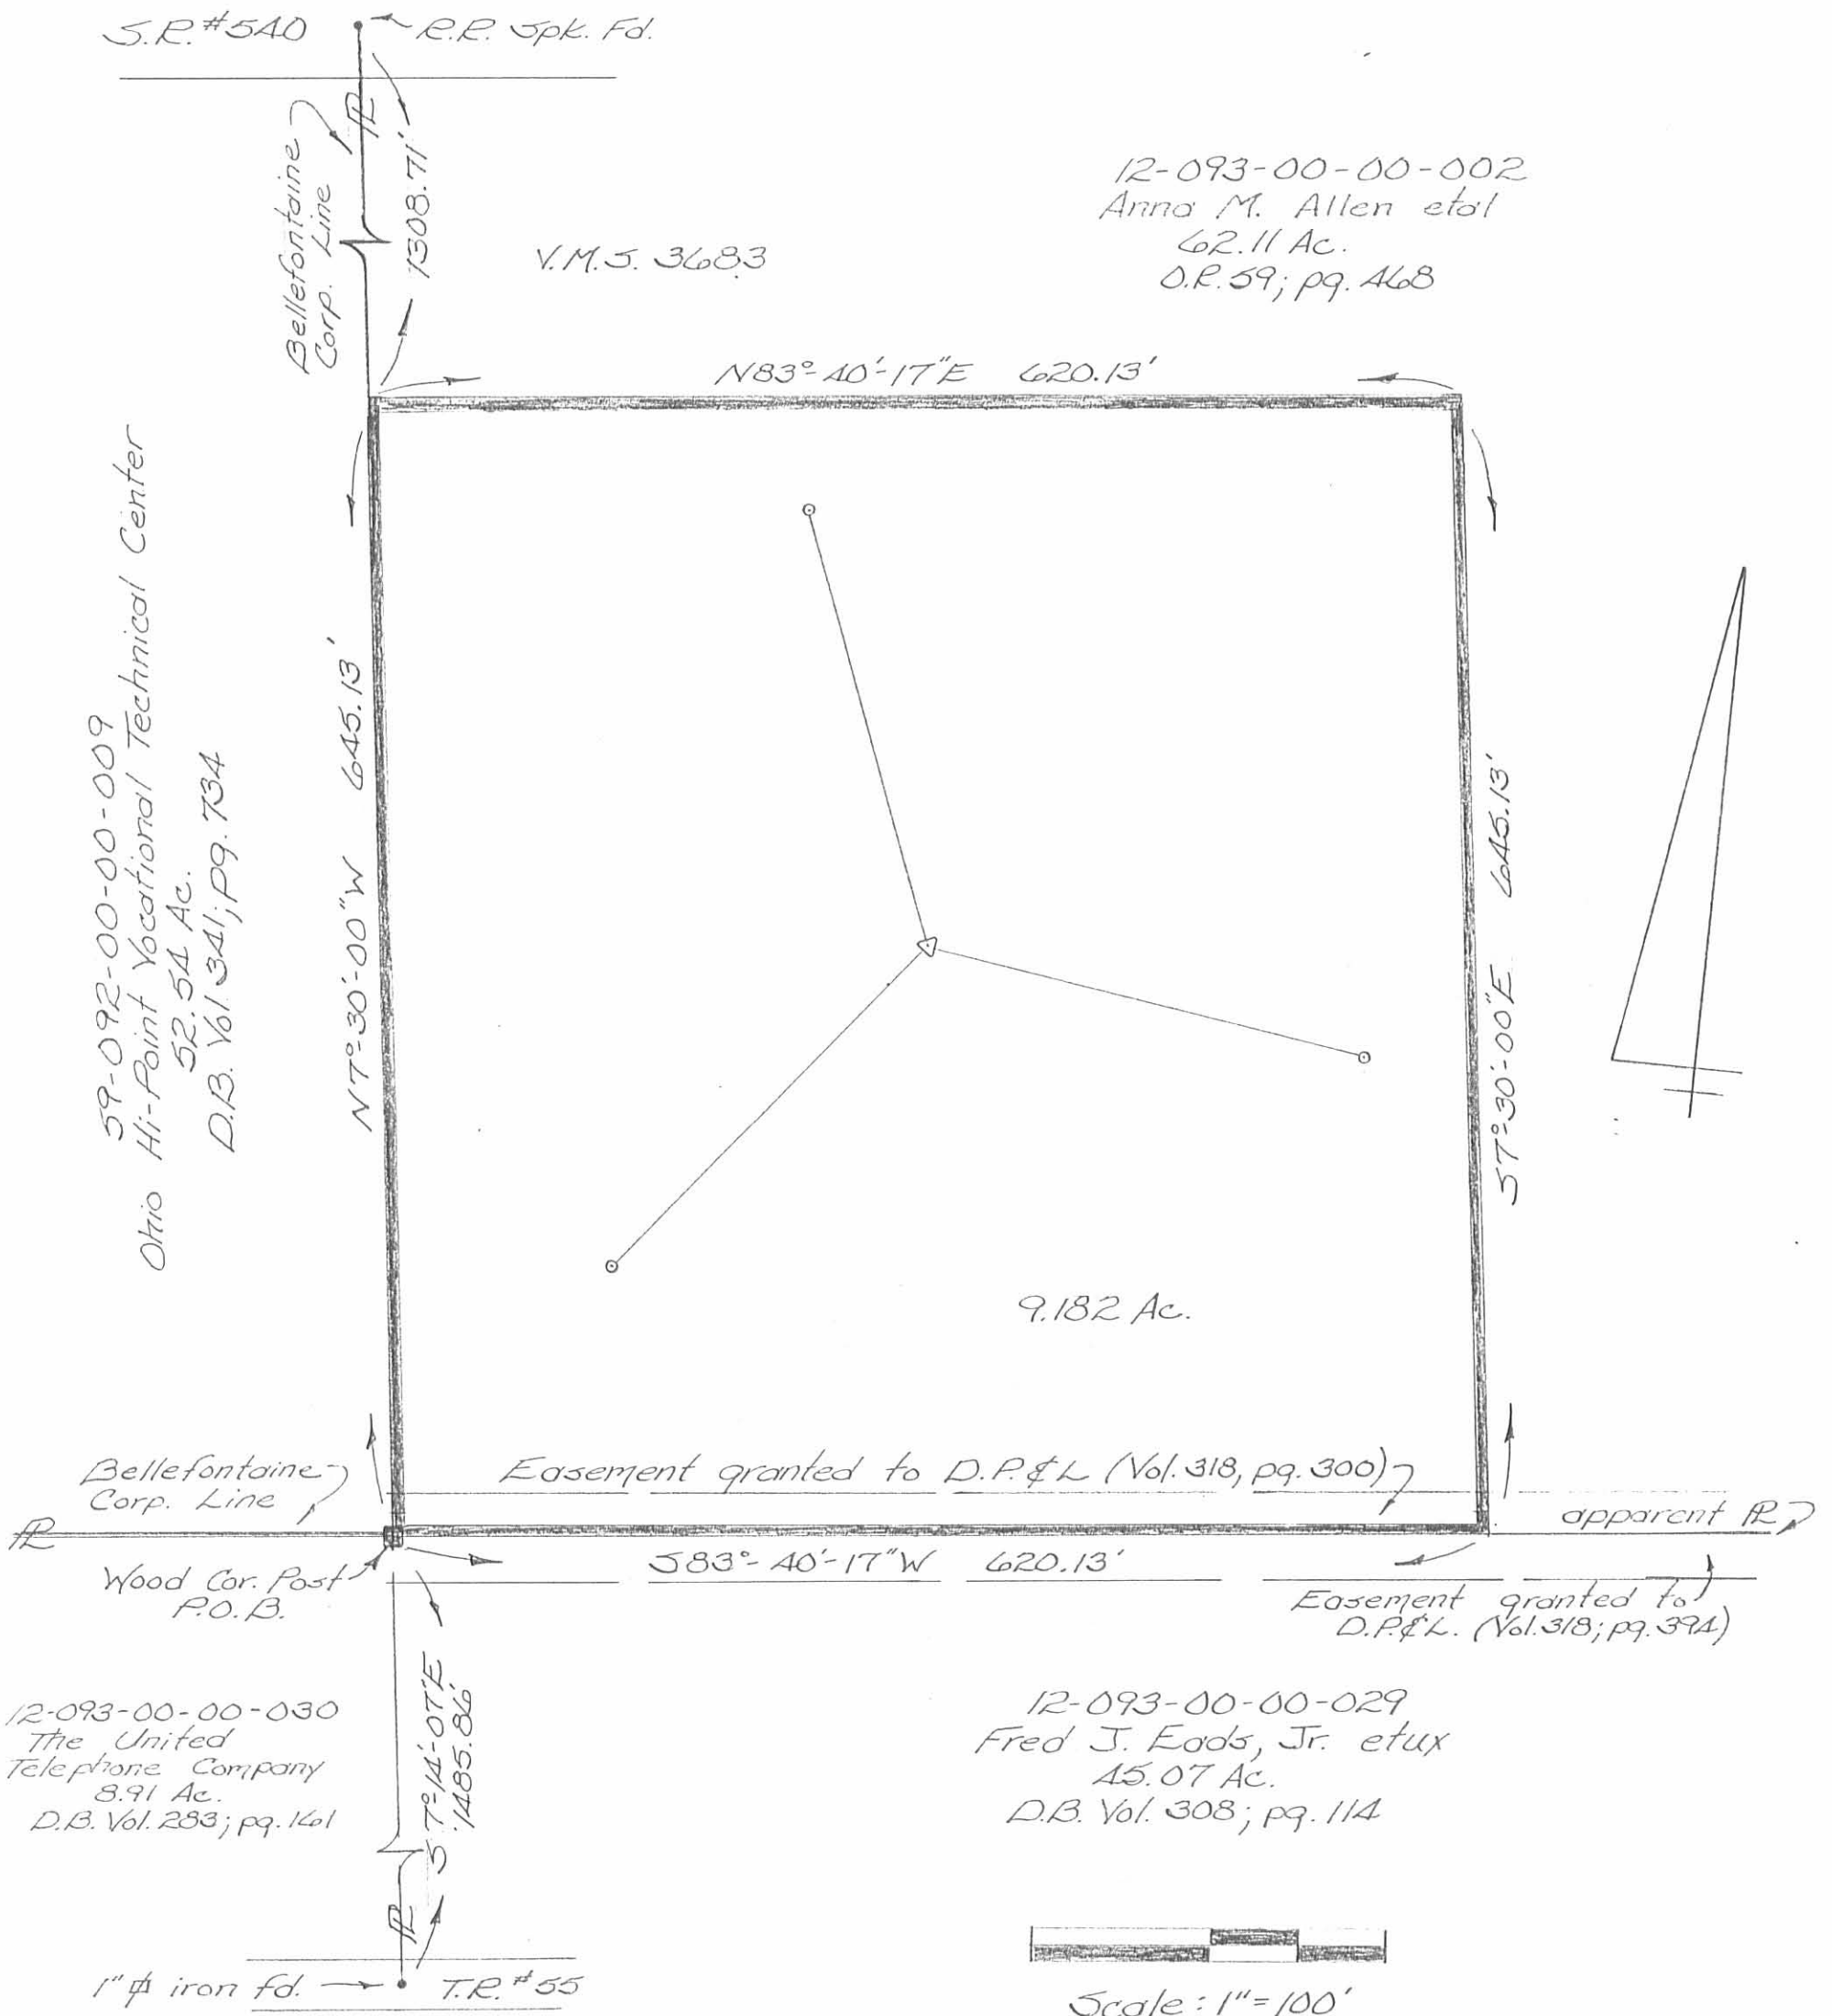 S.R. #540
R.R. Spk. Fd.
Bellefontaine
Corp. Line
PL
1308.71'
V.M.S. 3683
12-093-00-00-002
Anna M. Allen etal
62.11 Ac.
O.R. 59; pg. 468
N83°-40'-17"E 620.13'
59-092-00-00-009
Ohio Hi-Point Vocational Technical Center
52.54 Ac.
D.B. Vol. 341; pg. 734
N7°-30'-00"W 645.13'
S7°-30'-00"E 645.13'
9.182 Ac.
Bellefontaine
Corp. Line
Easement granted to D.P.&L (Vol. 318, pg. 300)
PL
apparent PL
Wood Cor. Post
P.O.B.
S83°-40'-17"W 620.13'
Easement granted to
D.P.&L. (Vol. 318; pg. 394)
S7°-14'-07"E
1485.86'
12-093-00-00-030
The United
Telephone Company
8.91 Ac.
D.B. Vol. 283; pg. 161
12-093-00-00-029
Fred J. Eads, Jr. etux
45.07 Ac.
D.B. Vol. 308; pg. 114
PL
1" ⌀ iron fd.
T.R. #55
Scale: 1"=100'